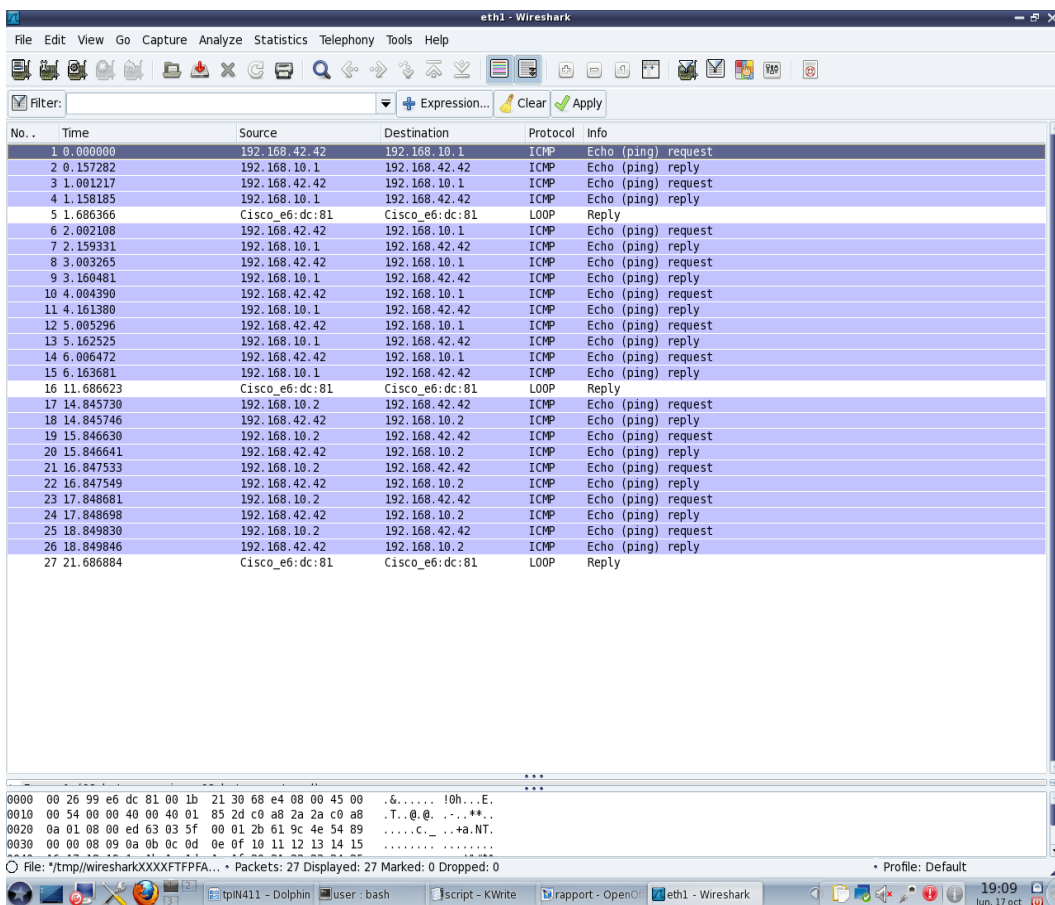 eth1 - Wireshark
File Edit View Go Capture Analyze Statistics Telephony Tools Help
Filter: Expression... Clear Apply
No. . Time Source Destination Protocol Info
1 0.000000 192.168.42.42 192.168.10.1 ICMP Echo (ping) request
2 0.157282 192.168.10.1 192.168.42.42 ICMP Echo (ping) reply
3 1.001217 192.168.42.42 192.168.10.1 ICMP Echo (ping) request
4 1.158185 192.168.10.1 192.168.42.42 ICMP Echo (ping) reply
5 1.686366 Cisco_e6:dc:81 Cisco_e6:dc:81 LOOP Reply
6 2.002108 192.168.42.42 192.168.10.1 ICMP Echo (ping) request
7 2.159331 192.168.10.1 192.168.42.42 ICMP Echo (ping) reply
8 3.003265 192.168.42.42 192.168.10.1 ICMP Echo (ping) request
9 3.160481 192.168.10.1 192.168.42.42 ICMP Echo (ping) reply
10 4.004390 192.168.42.42 192.168.10.1 ICMP Echo (ping) request
11 4.161380 192.168.10.1 192.168.42.42 ICMP Echo (ping) reply
12 5.005296 192.168.42.42 192.168.10.1 ICMP Echo (ping) request
13 5.162525 192.168.10.1 192.168.42.42 ICMP Echo (ping) reply
14 6.006472 192.168.42.42 192.168.10.1 ICMP Echo (ping) request
15 6.163681 192.168.10.1 192.168.42.42 ICMP Echo (ping) reply
16 11.686623 Cisco_e6:dc:81 Cisco_e6:dc:81 LOOP Reply
17 14.845730 192.168.10.2 192.168.42.42 ICMP Echo (ping) request
18 14.845746 192.168.42.42 192.168.10.2 ICMP Echo (ping) reply
19 15.846630 192.168.10.2 192.168.42.42 ICMP Echo (ping) request
20 15.846641 192.168.42.42 192.168.10.2 ICMP Echo (ping) reply
21 16.847533 192.168.10.2 192.168.42.42 ICMP Echo (ping) request
22 16.847549 192.168.42.42 192.168.10.2 ICMP Echo (ping) reply
23 17.848681 192.168.10.2 192.168.42.42 ICMP Echo (ping) request
24 17.848698 192.168.42.42 192.168.10.2 ICMP Echo (ping) reply
25 18.849830 192.168.10.2 192.168.42.42 ICMP Echo (ping) request
26 18.849846 192.168.42.42 192.168.10.2 ICMP Echo (ping) reply
27 21.686884 Cisco_e6:dc:81 Cisco_e6:dc:81 LOOP Reply
0000 00 26 99 e6 dc 81 00 1b 21 30 68 e4 08 00 45 00 .&...... !0h...E.
0010 00 54 00 00 40 00 40 01 85 2d c0 a8 2a 2a c0 a8 .T..@.@. .-..**..
0020 0a 01 08 00 ed 63 03 5f 00 01 2b 61 9c 4e 54 89 .....c._ ..+a.NT.
0030 00 00 08 09 0a 0b 0c 0d 0e 0f 10 11 12 13 14 15 ........ ........
File: "/tmp//wiresharkXXXXFTFPFA... • Packets: 27 Displayed: 27 Marked: 0 Dropped: 0 • Profile: Default
1 2 3 tpIN411 - Dolphin user : bash script - KWrite rapport - OpenOf eth1 - Wireshark 19:09
lun. 17 oct